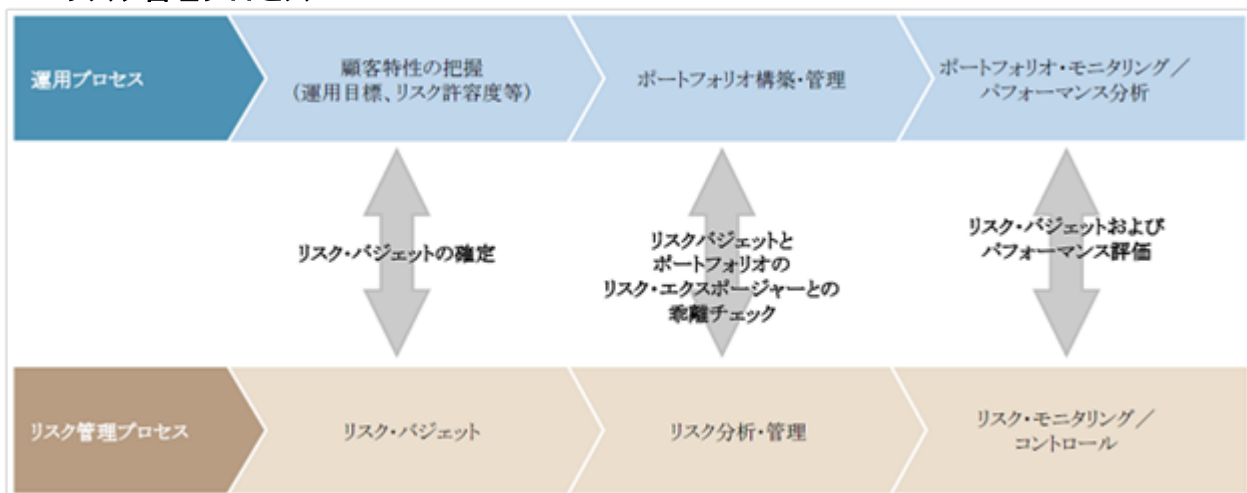 運用プロセス
顧客特性の把握
(運用目標、リスク許容度等)
ポートフォリオ構築・管理
ポートフォリオ・モニタリング／
パフォーマンス分析
リスク・バジェットの確定
リスクバジェットと
ポートフォリオの
リスク・エクスポージャーとの
乖離チェック
リスク・バジェットおよび
パフォーマンス評価
リスク管理プロセス
リスク・バジェット
リスク分析・管理
リスク・モニタリング／
コントロール